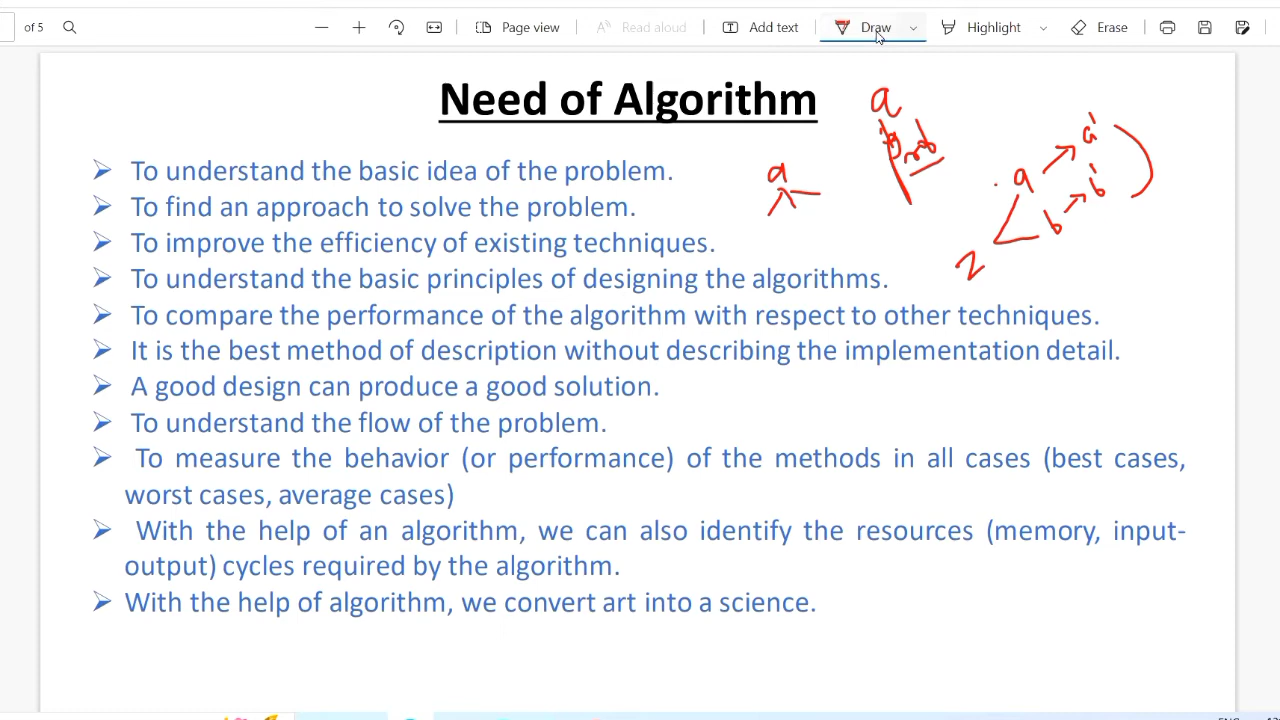 of 5 Page view Read aloud Add text Draw Highlight Erase
Need of Algorithm
To understand the basic idea of the problem.
To find an approach to solve the problem.
To improve the efficiency of existing techniques.
To understand the basic principles of designing the algorithms.
To compare the performance of the algorithm with respect to other techniques.
It is the best method of description without describing the implementation detail.
A good design can produce a good solution.
To understand the flow of the problem.
To measure the behavior (or performance) of the methods in all cases (best cases,
worst cases, average cases)
With the help of an algorithm, we can also identify the resources (memory, input-
output) cycles required by the algorithm.
With the help of algorithm, we convert art into a science.
a
Prob
a
a a'
b b'
2